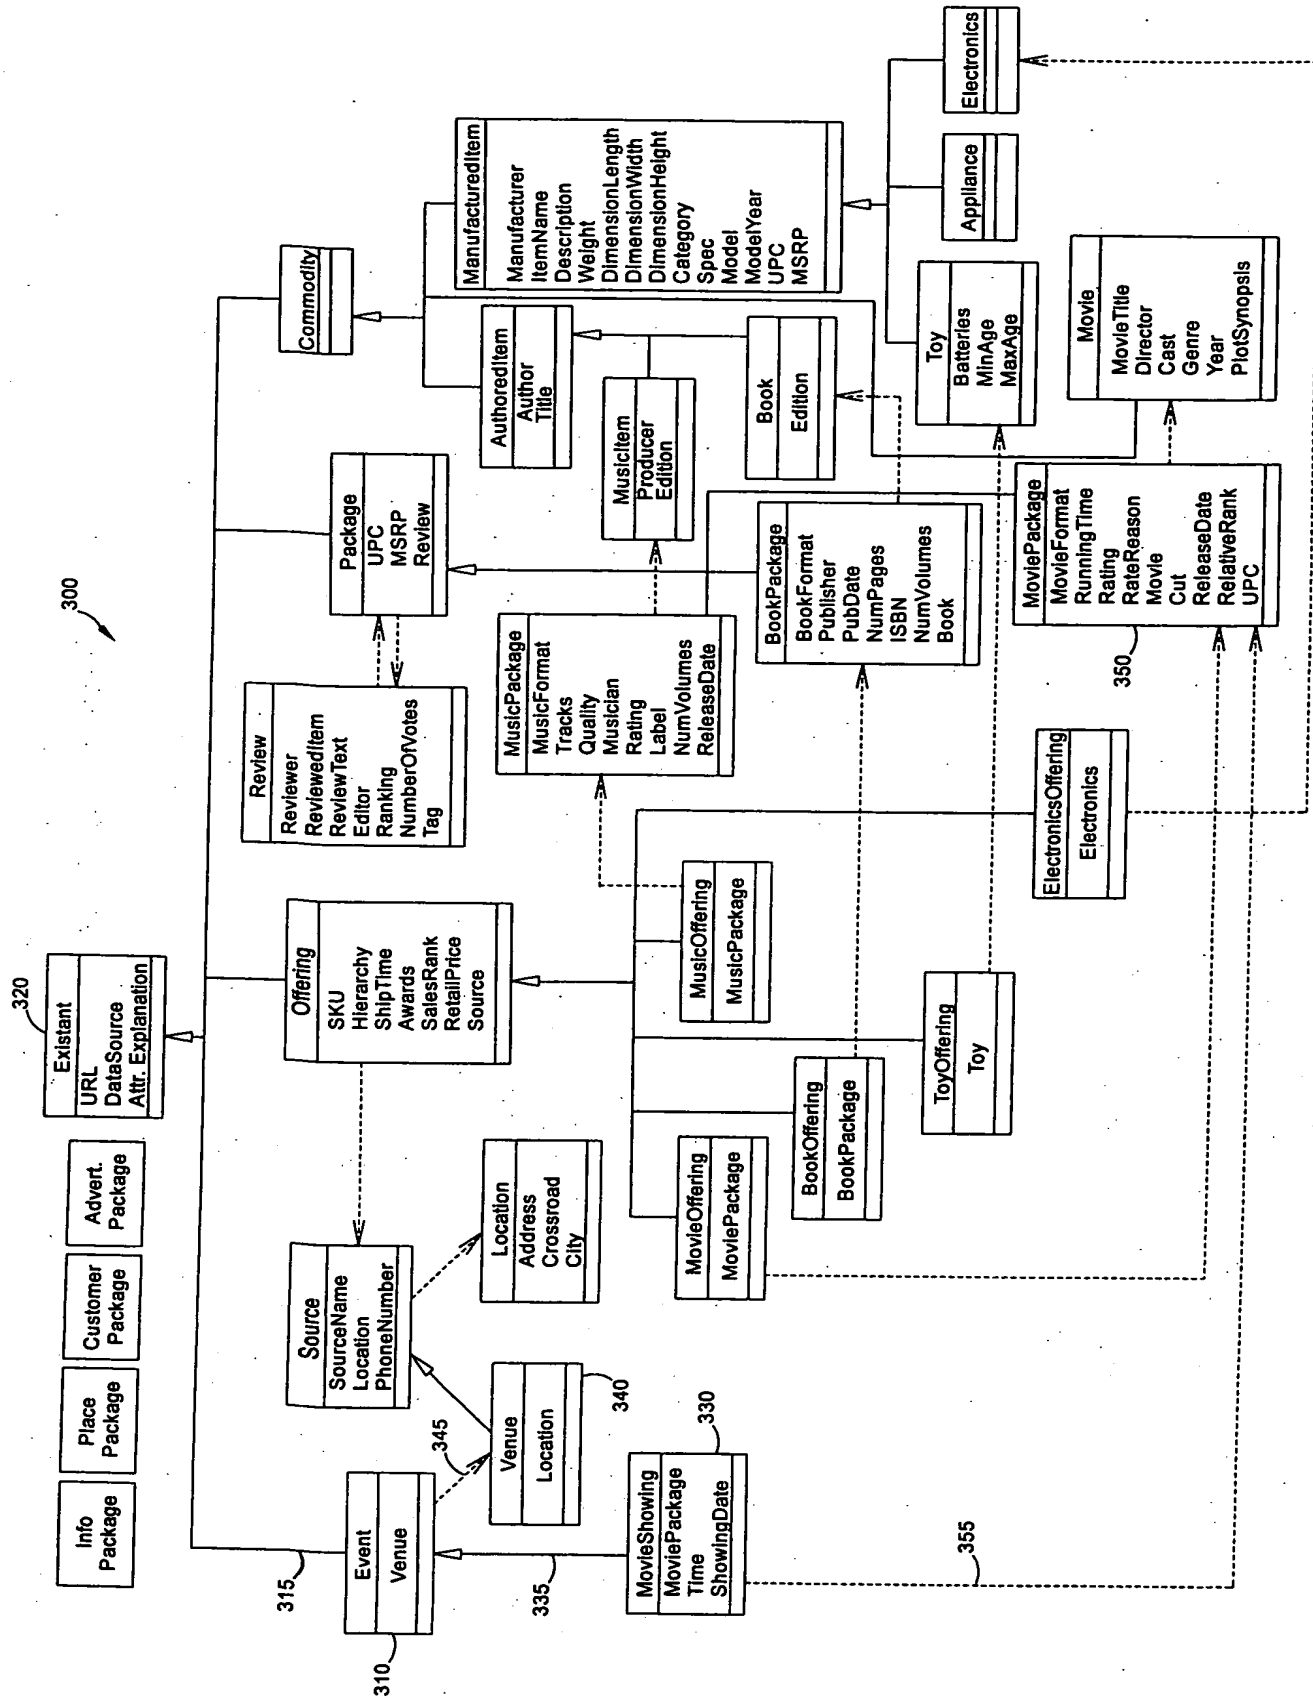 300
Info
Package
Place
Package
Customer
Package
Advert.
Package
320
Existant
URL
DataSource
Attr. Explanation
315
310
Event
Venue
345
Source
SourceName
Location
PhoneNumber
Venue
Location
340
Location
Address
Crossroad
City
335
MovieShowing
MoviePackage
Time
ShowingDate
330
355
Offering
SKU
Hierarchy
ShipTime
Awards
SalesRank
RetailPrice
Source
Review
Reviewer
ReviewedItem
ReviewText
Editor
Ranking
NumberOfVotes
Tag
Package
UPC
MSRP
Review
Commodity
MovieOffering
MoviePackage
BookOffering
BookPackage
MusicOffering
MusicPackage
ToyOffering
Toy
ElectronicsOffering
Electronics
MusicPackage
MusicFormat
Tracks
Quality
Musician
Rating
Label
NumVolumes
ReleaseDate
BookPackage
BookFormat
Publisher
PubDate
NumPages
ISBN
NumVolumes
Book
350
MoviePackage
MovieFormat
RunningTime
Rating
RateReason
Movie
Cut
ReleaseDate
RelativeRank
UPC
AuthoredItem
Author
Title
MusicItem
Producer
Edition
Book
Edition
ManufacturedItem
Manufacturer
ItemName
Description
Weight
DimensionLength
DimensionWidth
DimensionHeight
Category
Spec
Model
ModelYear
UPC
MSRP
Toy
Batteries
MinAge
MaxAge
Appliance
Electronics
Movie
MovieTitle
Director
Cast
Genre
Year
PlotSynopsis